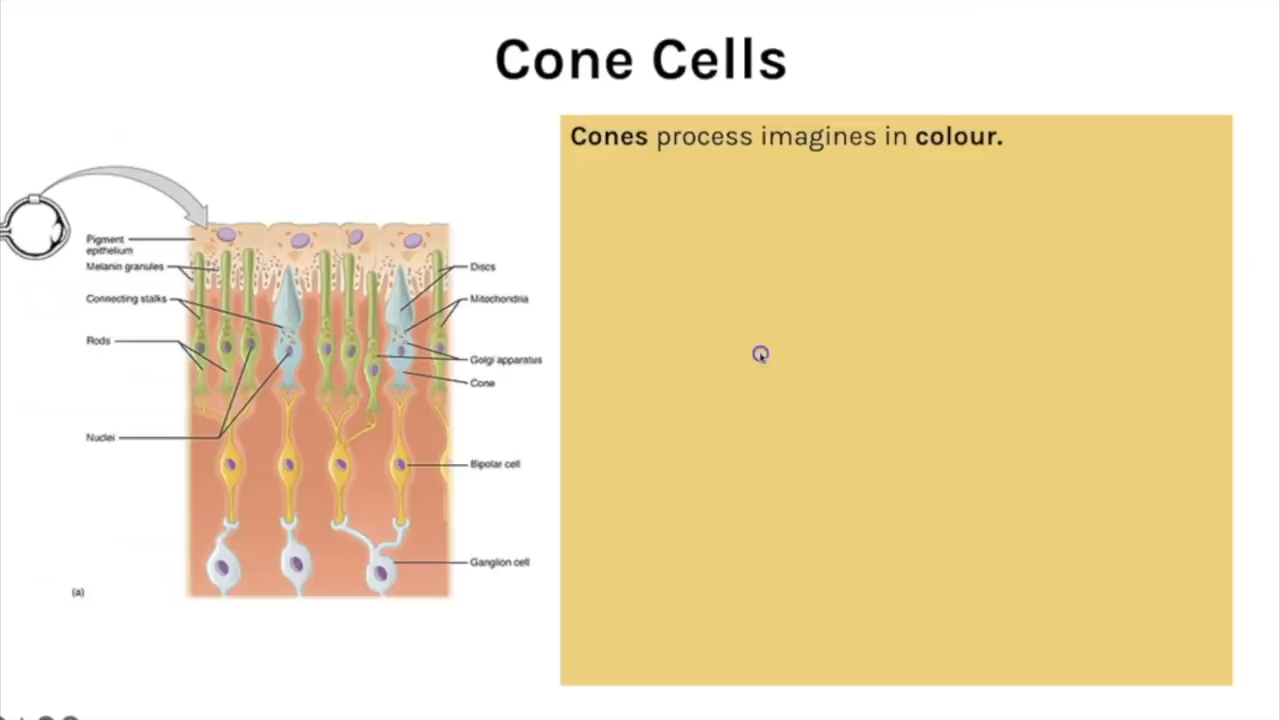 Cone Cells
Cones process imagines in colour.
Pigment
epithelium
Melanin granules
Connecting stalks
Rods
Nuclei
Discs
Mitochondria
Golgi apparatus
Cone
Bipolar cell
Ganglion cell
(a)